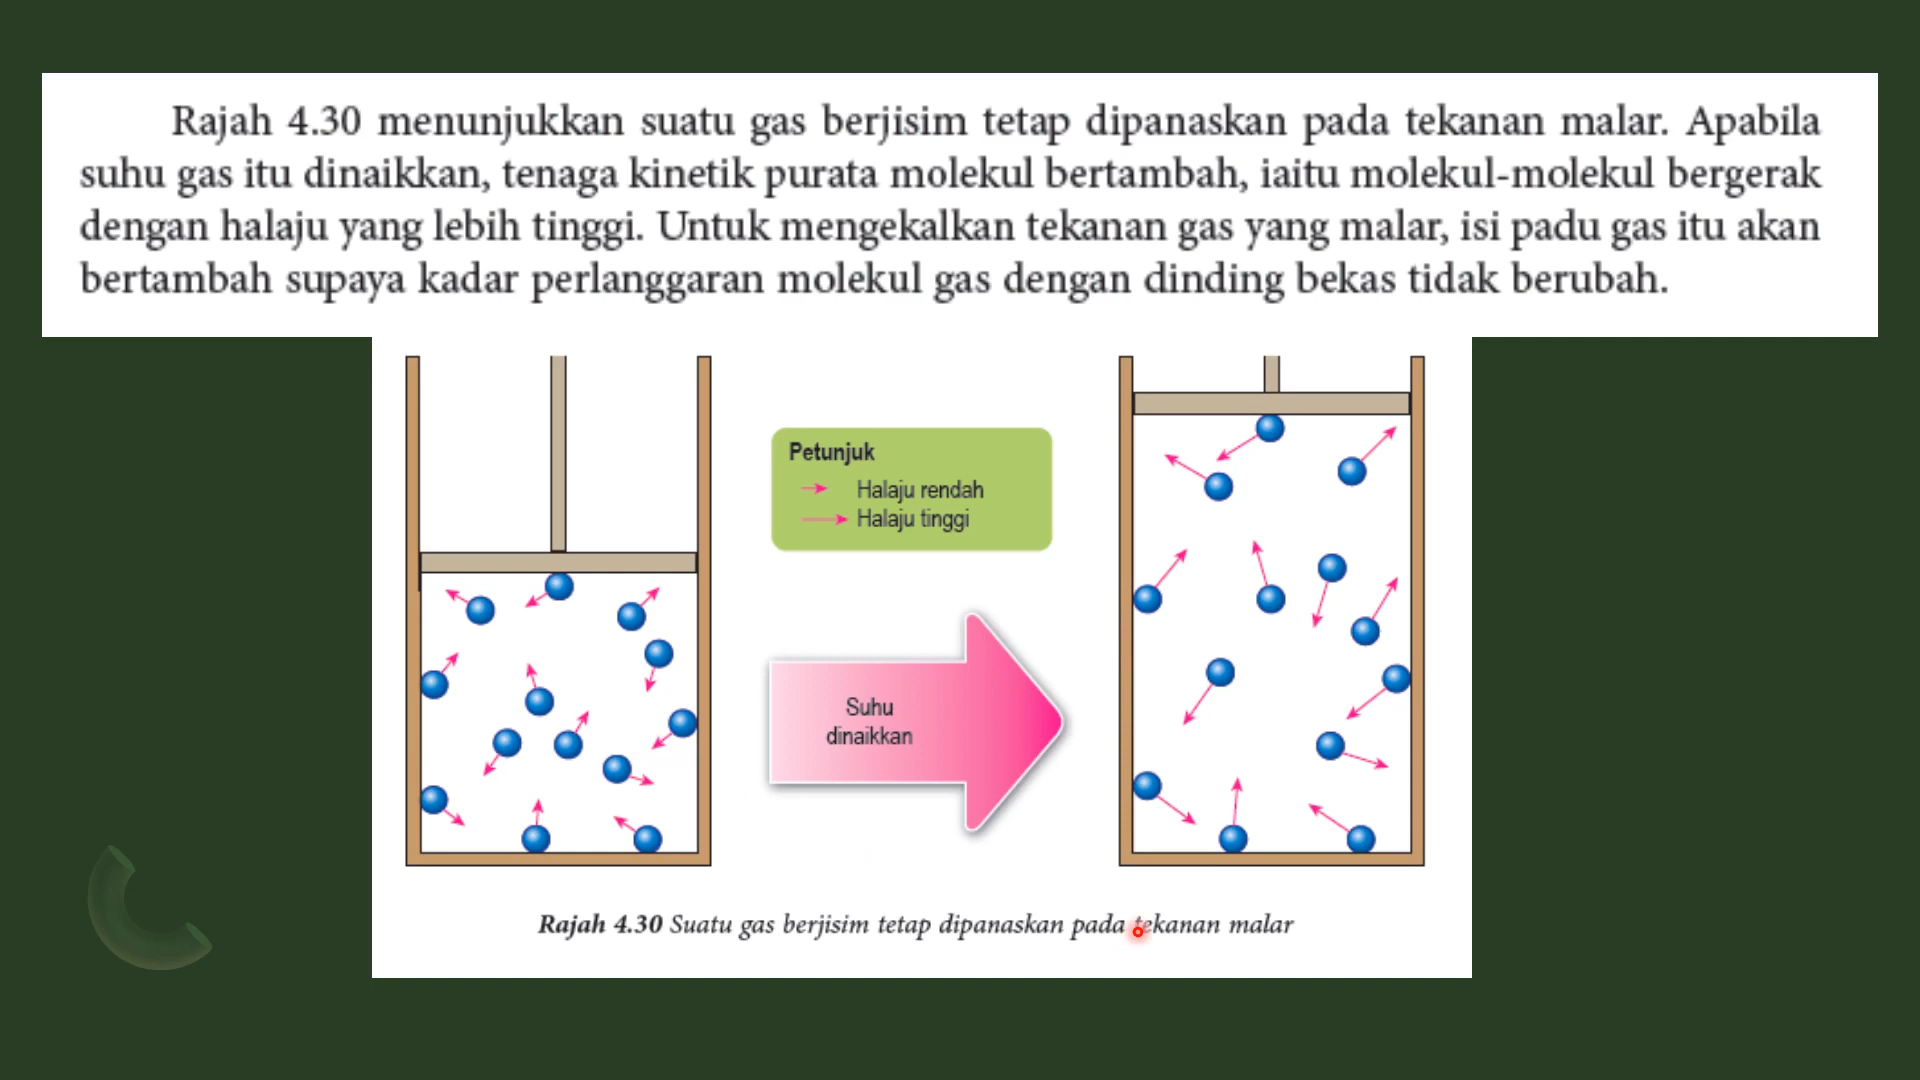 Rajah 4.30 menunjukkan suatu gas berjisim tetap dipanaskan pada tekanan malar. Apabila
suhu gas itu dinaikkan, tenaga kinetik purata molekul bertambah, iaitu molekul-molekul bergerak
dengan halaju yang lebih tinggi. Untuk mengekalkan tekanan gas yang malar, isi padu gas itu akan
bertambah supaya kadar perlanggaran molekul gas dengan dinding bekas tidak berubah.
Petunjuk
Halaju rendah
Halaju tinggi
Suhu
dinaikkan
Rajah 4.30 Suatu gas berjisim tetap dipanaskan pada tekanan malar